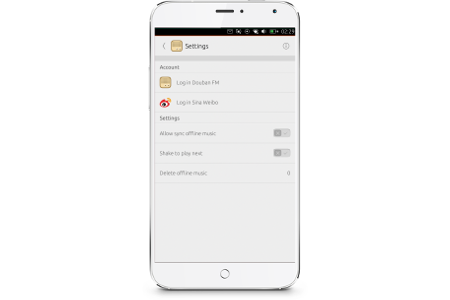 02:29
Settings
Account
Login Douban FM
Login Sina Weibo
Settings
Allow sync offline music
Shake to play next
Delete offline music 0